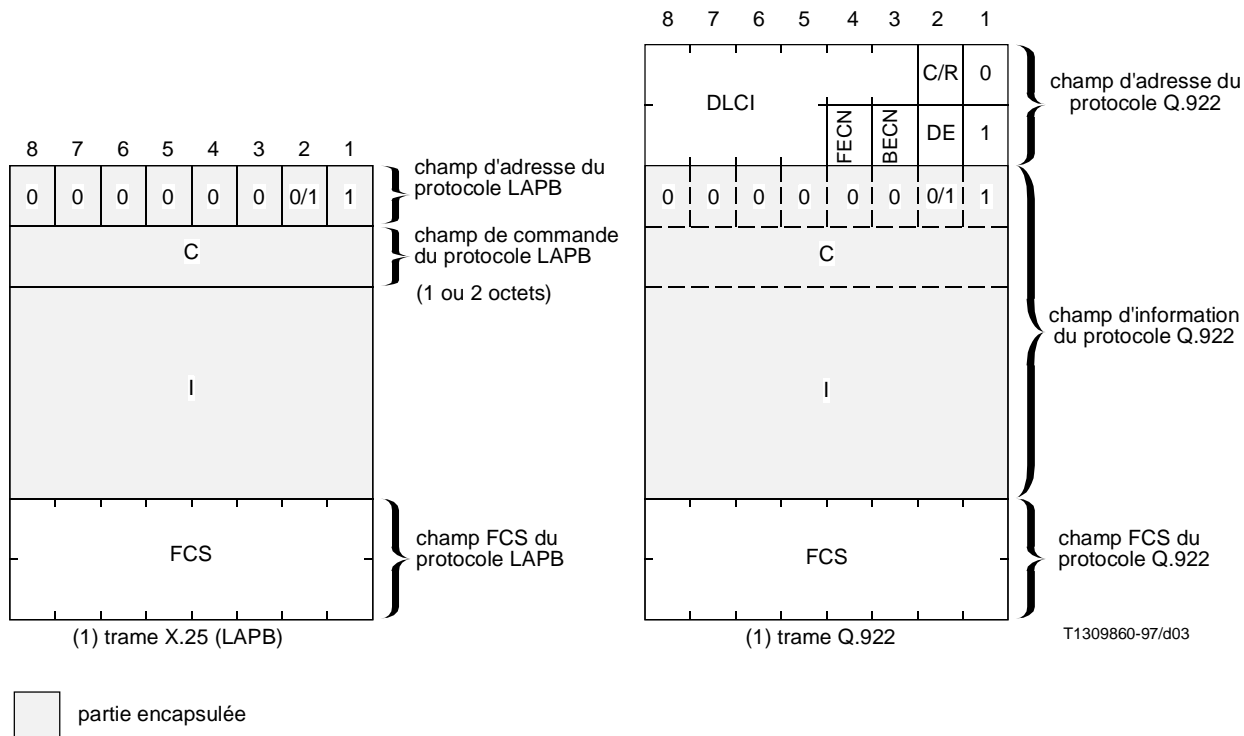 8 7 6 5 4 3 2 1
C/R 0
DLCI
FECN BECN DE 1
champ d'adresse du
protocole Q.922
8 7 6 5 4 3 2 1
0 0 0 0 0 0 0/1 1
champ d'adresse du
protocole LAPB
C
champ de commande
du protocole LAPB
(1 ou 2 octets)
I
FCS
champ FCS du
protocole LAPB
(1) trame X.25 (LAPB)
0 0 0 0 0 0 0/1 1
C
I
champ d'information
du protocole Q.922
FCS
champ FCS du
protocole Q.922
(1) trame Q.922
T1309860-97/d03
partie encapsulée